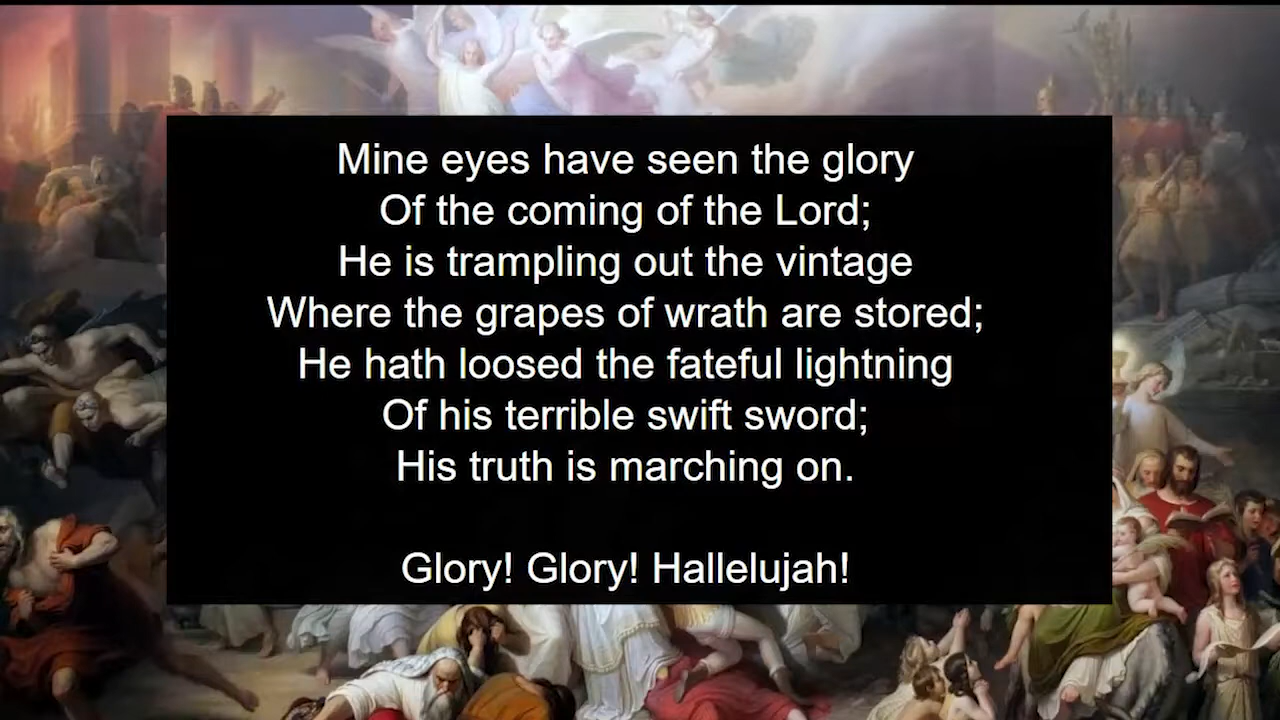 Mine eyes have seen the glory
Of the coming of the Lord;
He is trampling out the vintage
Where the grapes of wrath are stored;
He hath loosed the fateful lightning
Of his terrible swift sword;
His truth is marching on.
Glory! Glory! Hallelujah!